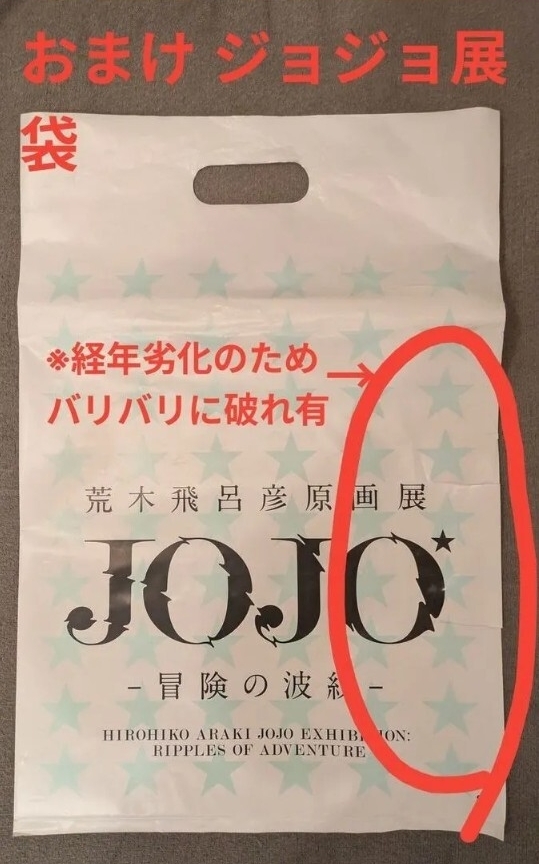 おまけ ジョジョ展
袋
※経年劣化のため →
バリバリに破れ有
荒木飛呂彦原画展
JOJO★
-冒険の波紋-
HIROHIKO ARAKI JOJO EXHIBITION:
RIPPLES OF ADVENTURE